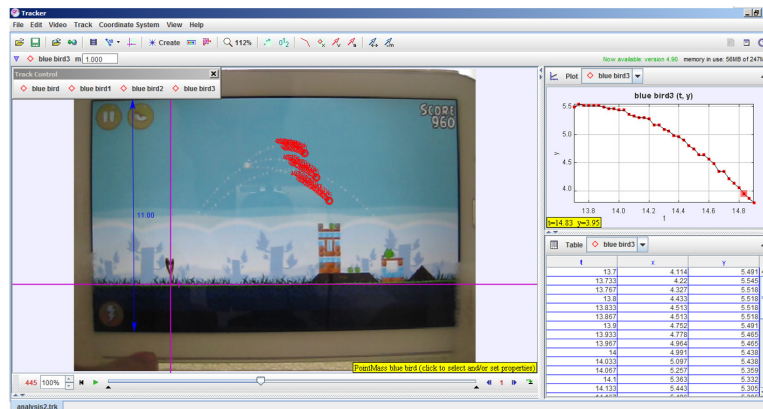 Tracker
File Edit Video Track Coordinate System View Help
Create 112%
blue bird3 m 1.000
Now available: version 4.90 memory in use: 56MB of 247M
Track Control
blue bird blue bird1 blue bird2 blue bird3
SCORE
960
11.00
PointMass blue bird (click to select and/or set properties)
445 100% 1
analysis2.trk
Plot blue bird3
blue bird3 (t, y)
5.5
5.0
4.5
4.0
y
13.8 14.0 14.2 14.4 14.6 14.8
t
t=14.83 y=3.95
Table blue bird3
t x y
13.7 4.114 5.491
13.733 4.22 5.545
13.767 4.327 5.518
13.8 4.433 5.518
13.833 4.513 5.518
13.867 4.513 5.518
13.9 4.752 5.491
13.933 4.778 5.465
13.967 4.964 5.465
14 4.991 5.438
14.033 5.097 5.438
14.067 5.257 5.359
14.1 5.363 5.332
14.133 5.443 5.305